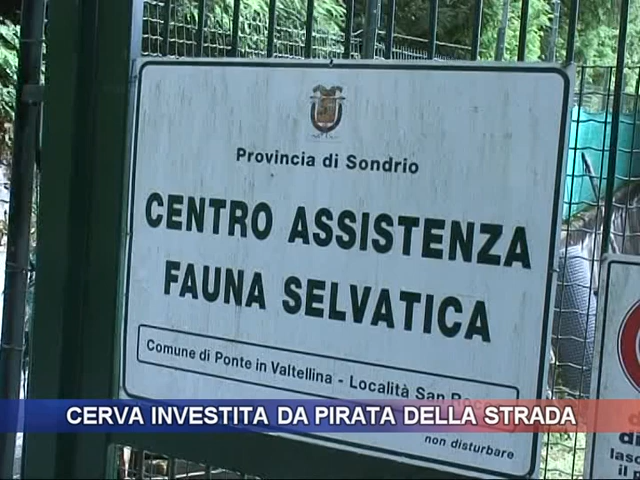 Provincia di Sondrio
CENTRO ASSISTENZA
FAUNA SELVATICA
Comune di Ponte in Valtellina - Località San
CERVA INVESTITA DA PIRATA DELLA STRADA
non disturbare
il